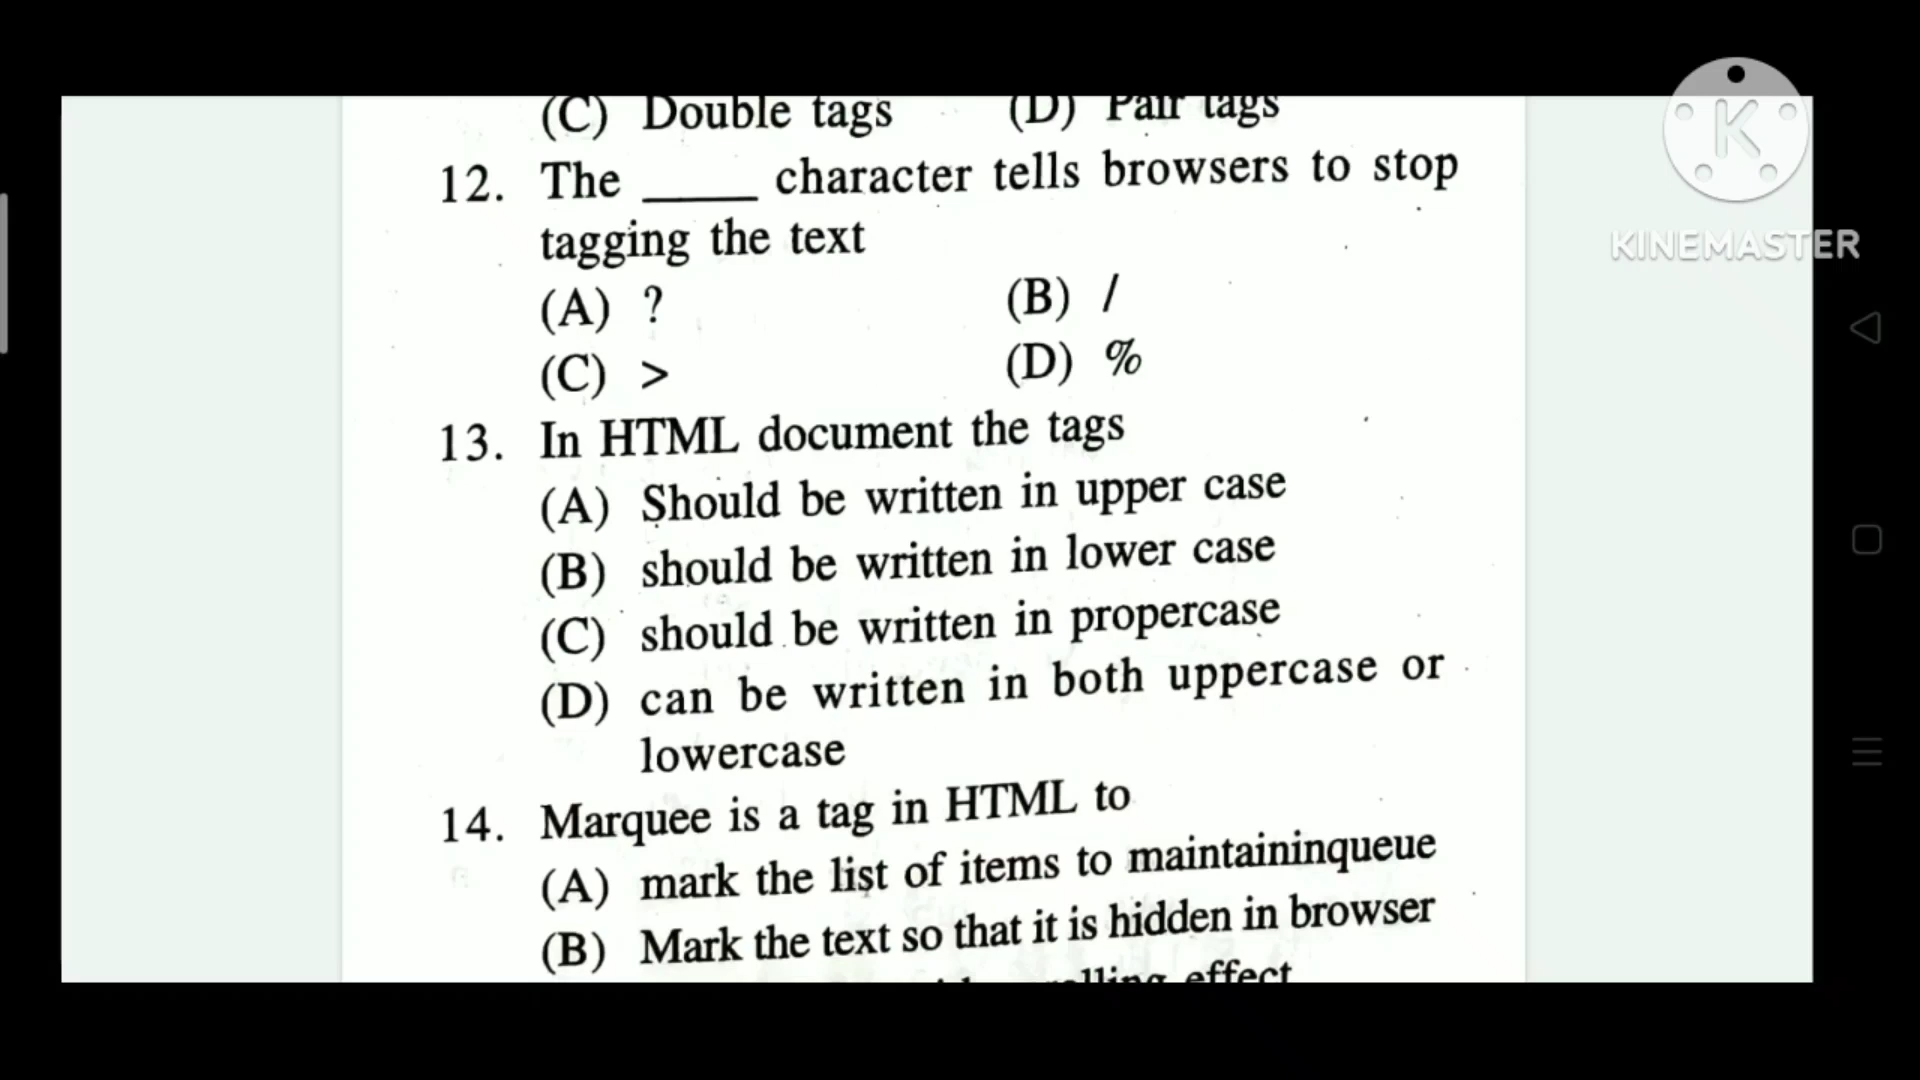 (C) Double tags (D) Pair tags
12. The _____ character tells browsers to stop
tagging the text
(A) ? (B) /
(C) > (D) %
13. In HTML document the tags
(A) Should be written in upper case
(B) should be written in lower case
(C) should be written in propercase
(D) can be written in both uppercase or
lowercase
14. Marquee is a tag in HTML to
(A) mark the list of items to maintaininqueue
(B) Mark the text so that it is hidden in browser
effect
K
KINEMASTER